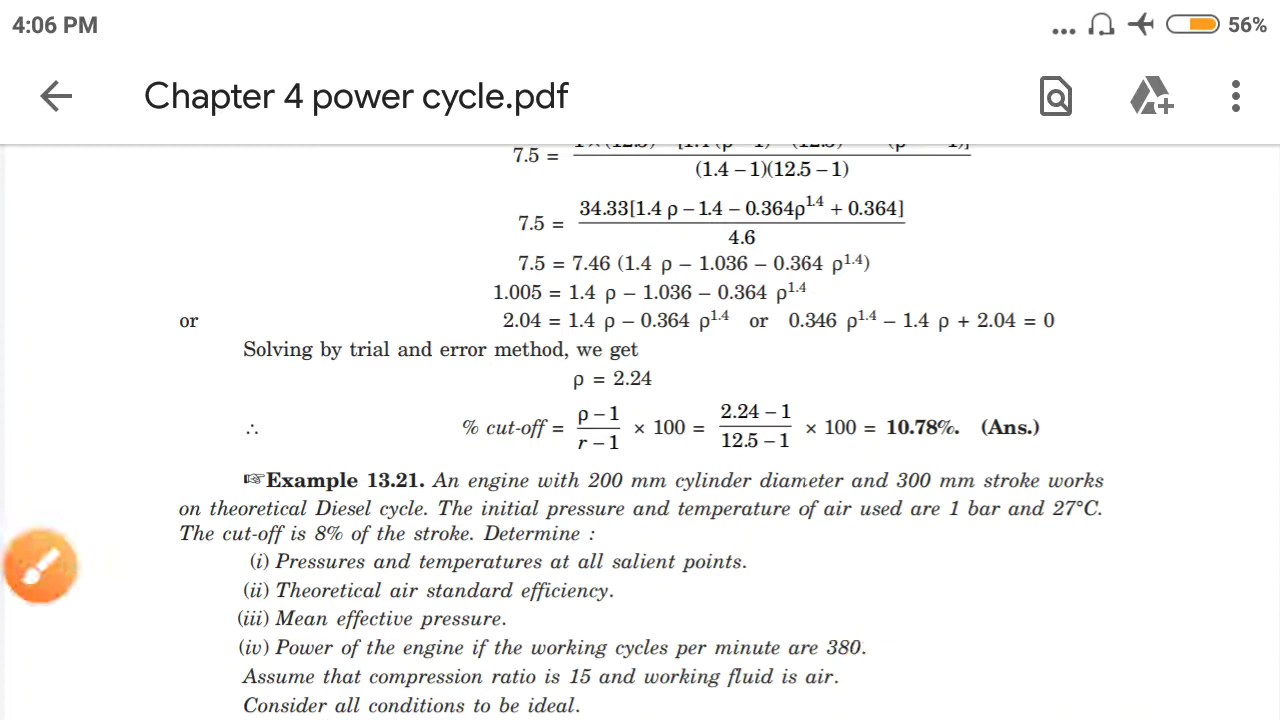 4:06 PM ... 56%
Chapter 4 power cycle.pdf
7.5 =
(1.4 – 1)(12.5 – 1)
7.5 = 34.33[1.4 ρ – 1.4 – 0.364ρ^1.4 + 0.364] / 4.6
7.5 = 7.46 (1.4 ρ – 1.036 – 0.364 ρ^1.4)
1.005 = 1.4 ρ – 1.036 – 0.364 ρ^1.4
or 2.04 = 1.4 ρ – 0.364 ρ^1.4 or 0.346 ρ^1.4 – 1.4 ρ + 2.04 = 0
Solving by trial and error method, we get
ρ = 2.24
∴ % cut-off = (ρ – 1)/(r – 1) × 100 = (2.24 – 1)/(12.5 – 1) × 100 = 10.78%. (Ans.)
☞Example 13.21. An engine with 200 mm cylinder diameter and 300 mm stroke works
on theoretical Diesel cycle. The initial pressure and temperature of air used are 1 bar and 27°C.
The cut-off is 8% of the stroke. Determine :
(i) Pressures and temperatures at all salient points.
(ii) Theoretical air standard efficiency.
(iii) Mean effective pressure.
(iv) Power of the engine if the working cycles per minute are 380.
Assume that compression ratio is 15 and working fluid is air.
Consider all conditions to be ideal.